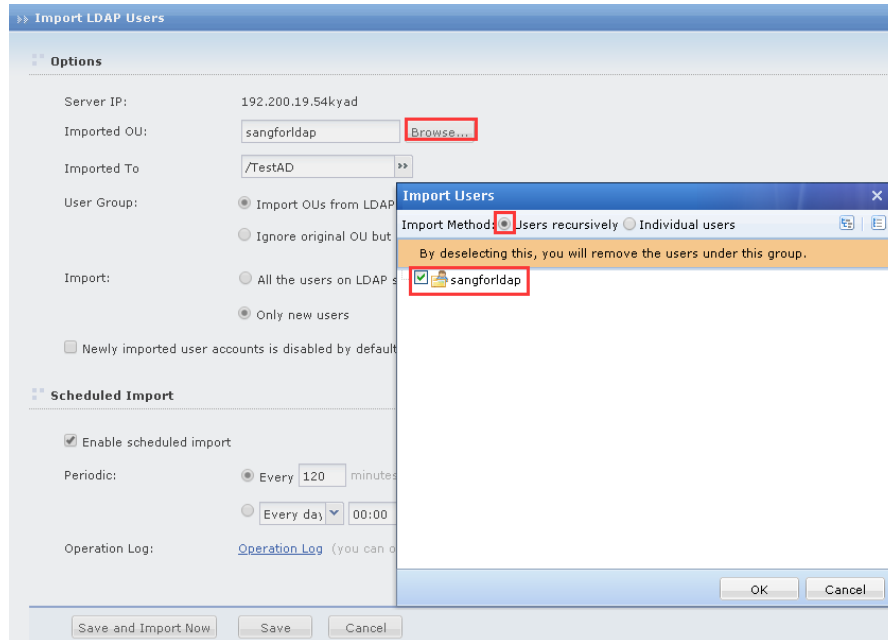 Import LDAP Users
Options
Server IP: 192.200.19.54kyad
Imported OU: sangforldap Browse...
Imported To /TestAD
User Group: Import OUs from LDAP
Ignore original OU but
Import: All the users on LDAP s
Only new users
Newly imported user accounts is disabled by default
Scheduled Import
Enable scheduled import
Periodic: Every 120 minutes
Every day 00:00
Operation Log: Operation Log (you can o
Save and Import Now Save Cancel
Import Users
Import Method: Users recursively Individual users
By deselecting this, you will remove the users under this group.
sangforldap
OK Cancel